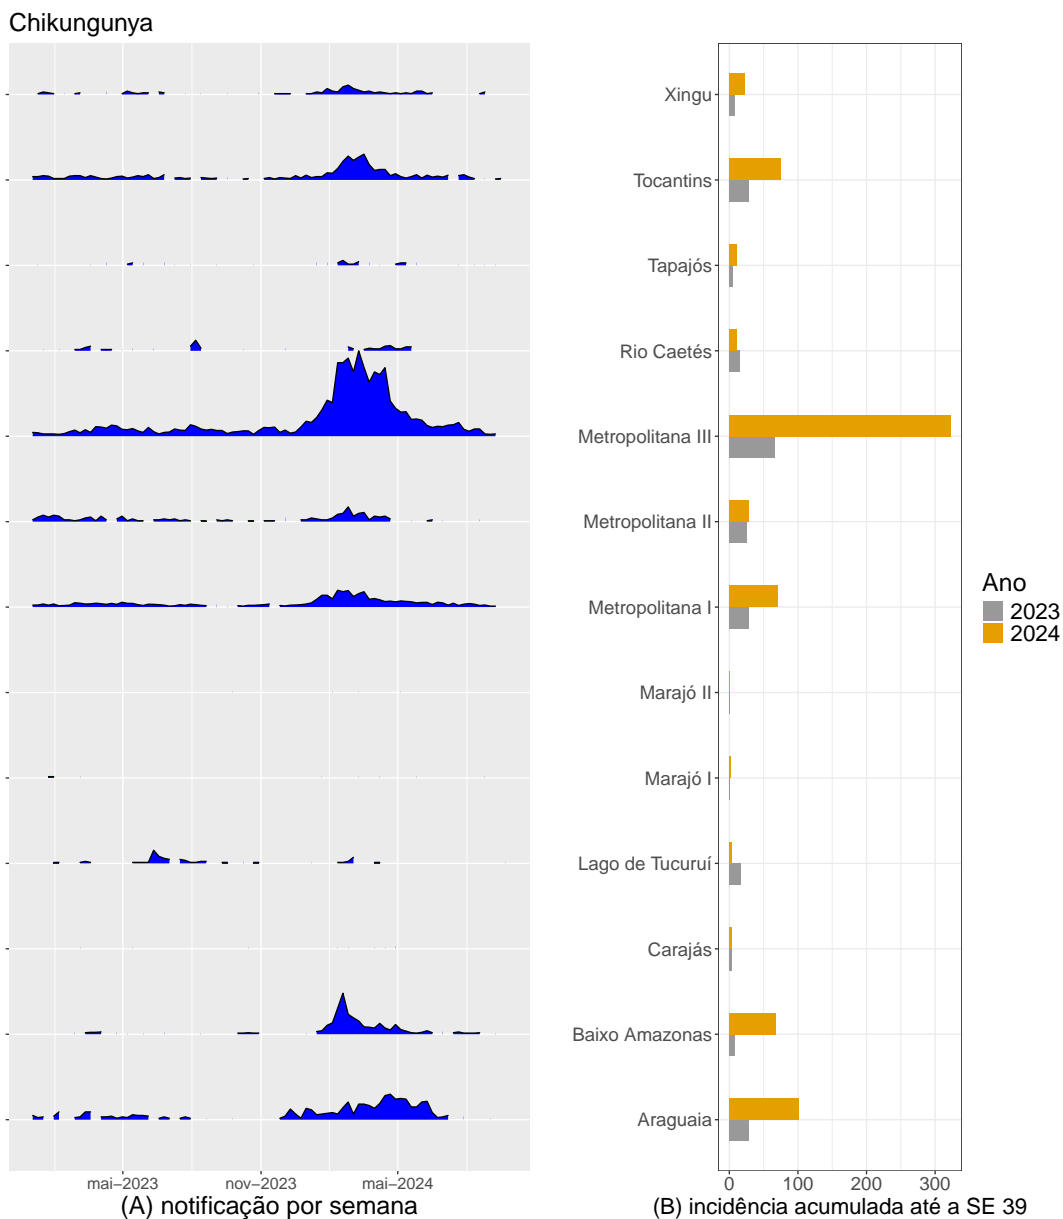 Chikungunya
Xingu
Tocantins
Tapajós
Rio Caetés
Metropolitana III
Metropolitana II
Metropolitana I
Marajó II
Marajó I
Lago de Tucuruí
Carajás
Baixo Amazonas
Araguaia
Ano
2023
2024
mai–2023 nov–2023 mai–2024
(A) notificação por semana
0 100 200 300
(B) incidência acumulada até a SE 39